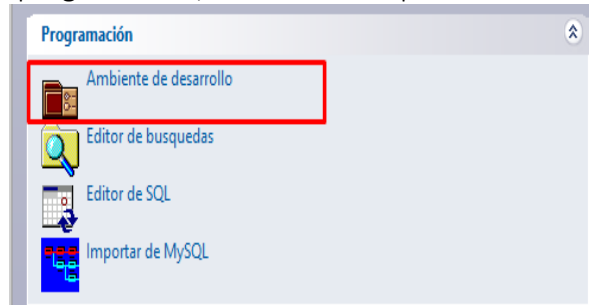 Programación
Ambiente de desarrollo
Editor de busquedas
Editor de SQL
Importar de MySQL